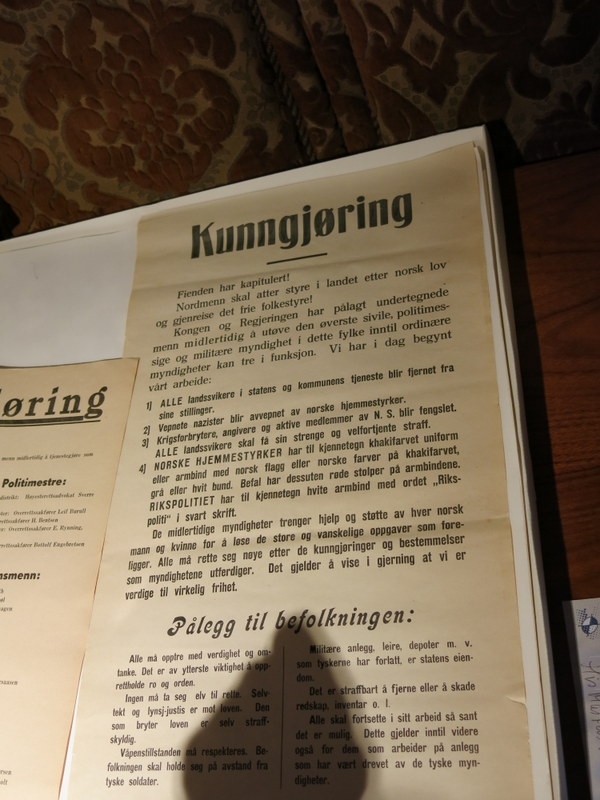 Kunngjøring
Fienden har kapitulert!
Nordmenn skal atter styre i landet etter norsk lov
og gjenreise det frie folkestyre!
Kongen og Regjeringen har pålagt undertegnede
menn midlertidig å utøve den øverste sivile, politimes-
sige og militære myndighet i dette fylke inntil ordinære
myndigheter kan tre i funksjon. Vi har i dag begynt
vårt arbeide:
1) ALLE landssvikere i statens og kommunens tjeneste blir fjernet fra
sine stillinger.
2) Væpnete nazister blir avvepnet av norske hjemmestyrker.
3) Krigsforbrytere, angivere og aktive medlemmer av N. S. blir fengslet.
ALLE landssvikere skal få sin strenge og velfortjente straff.
4) NORSKE HJEMMESTYRKER har til kjennetegn khakifarvet uniform
eller armbind med norsk flagg eller norske farver på khakifarvet,
grå eller hvit bund. Befal har dessuten røde stolper på armbindene.
RIKSPOLITIET har til kjennetegn hvite armbind med ordet „Riks-
politi" i svart skrift.
De midlertidige myndigheter trenger hjelp og støtte av hver norsk
mann og kvinne for å løse de store og vanskelige oppgaver som fore-
ligger. Alle må rette seg nøye etter de kunngjøringer og bestemmelser
som myndighetene utferdiger. Det gjelder å vise i gjerning at vi er
verdige til virkelig frihet.
Pålegg til befolkningen:
Alle må opptre med verdighet og om-
tanke. Det er av ytterste viktighet å opp-
rettholde ro og orden.
Ingen må ta seg elv til rette. Selv-
tekt og lynsj-justis er mot loven. Den
som bryter loven er selv straff-
skyldig.
Våpenstillstanden må respekteres. Be-
folkningen skal holde seg på avstand fra
tyske soldater.
Militære anlegg, leire, depoter m. v.
som tyskerne har forlatt, er statens eien-
dom.
Det er straffbart å fjerne eller å skade
redskap, inventar o. l.
Alle skal fortsette i sitt arbeid så sant
det er mulig. Dette gjelder inntil videre
også for dem som arbeider på anlegg
som har vært drevet av de tyske myn-
digheter.
øring
Politimestre:
nsmenn: